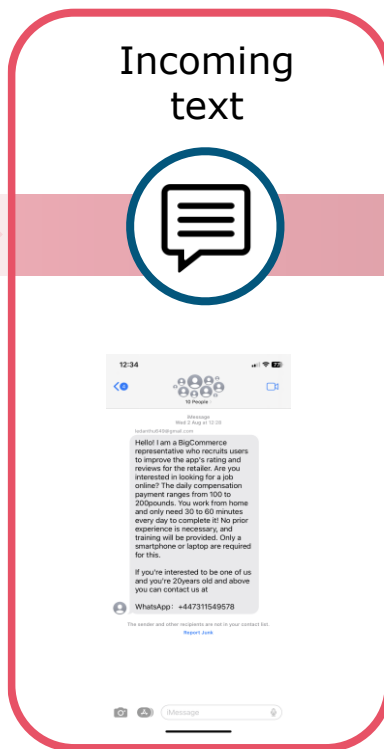 Incoming
text
12:34
18 People
iMessage
Wed 2 Aug at 12:28
Hello! I am a BigCommerce
representative who recruits users
to improve the app's rating and
reviews for the retailer. Are you
interested in looking for a job
online? The daily compensation
payment ranges from 100 to
200pounds. You work from home
and only need 30 to 60 minutes
every day to complete it! No prior
experience is necessary, and
training will be provided. Only a
smartphone or laptop are required
for this.
If you're interested to be one of us
and you're 20years old and above
you can contact us at
WhatsApp: +447311549578
The sender and other recipients are not in your contact list.
Report Junk
iMessage